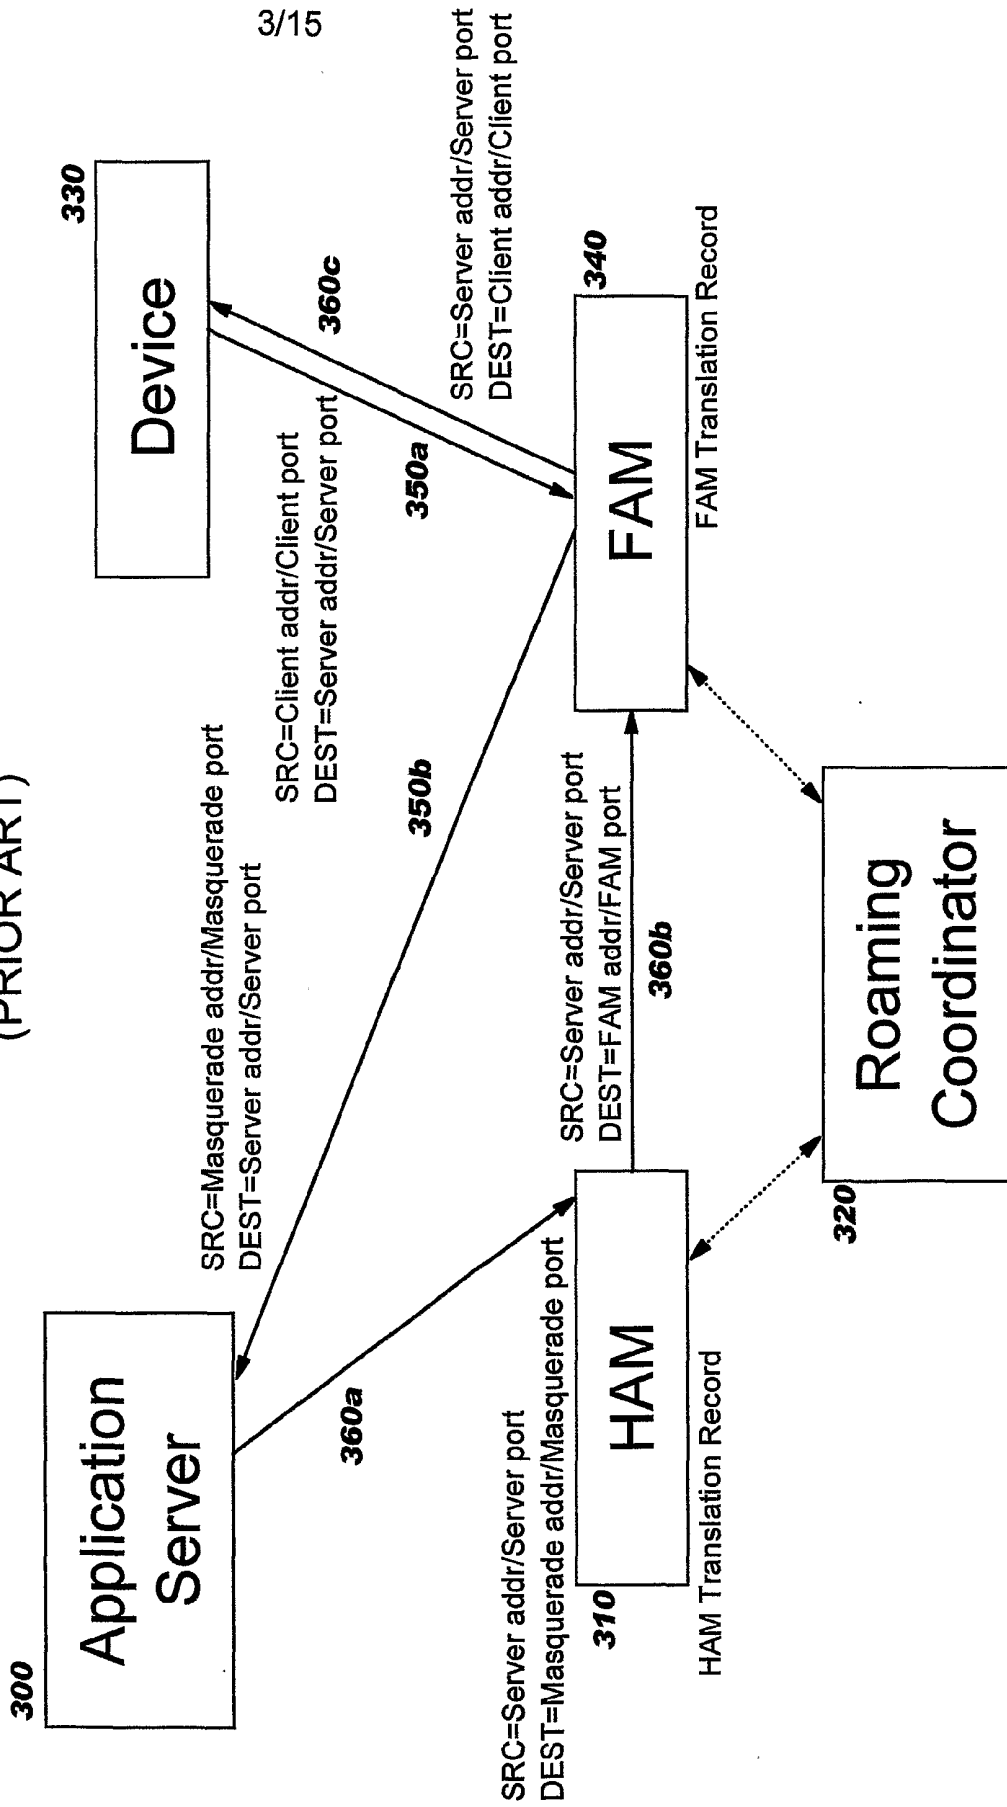 3/15
(PRIOR ART)
300
Application
Server
330
Device
SRC=Masquerade addr/Masquerade port
DEST=Server addr/Server port
SRC=Client addr/Client port
DEST=Server addr/Server port
360c
350a
350b
360a
SRC=Server addr/Server port
DEST=Client addr/Client port
SRC=Server addr/Server port
DEST=Masquerade addr/Masquerade port
310
HAM
HAM Translation Record
SRC=Server addr/Server port
DEST=FAM addr/FAM port
360b
340
FAM
FAM Translation Record
320
Roaming
Coordinator